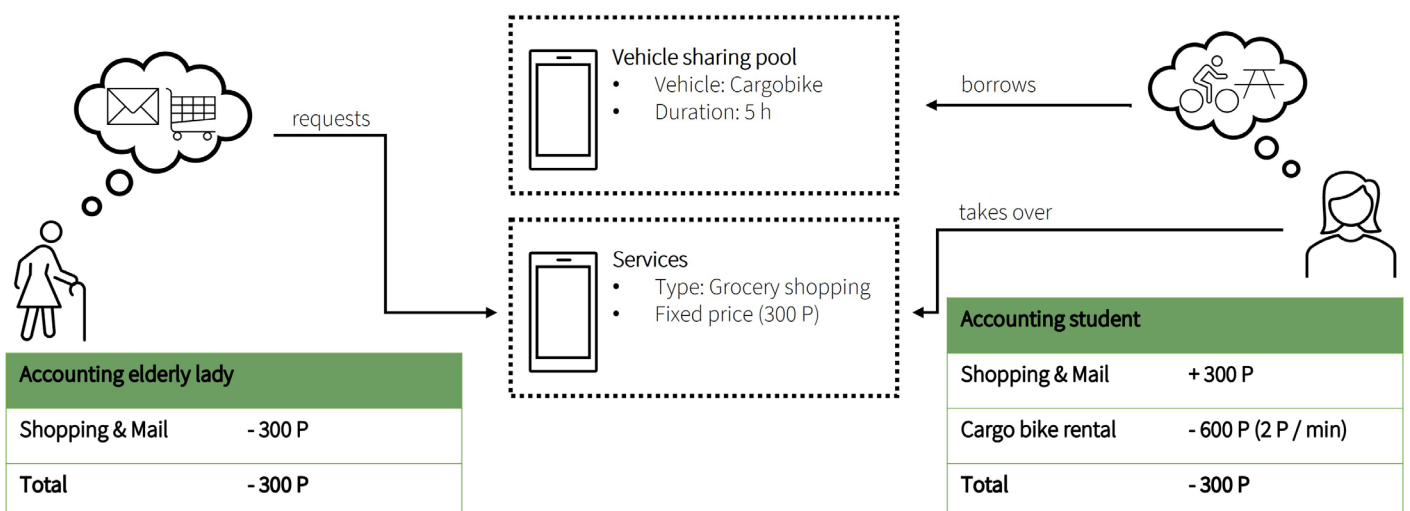 requests
Vehicle sharing pool
• Vehicle: Cargobike
• Duration: 5 h
borrows
takes over
Services
• Type: Grocery shopping
• Fixed price (300 P)
Accounting elderly lady
Shopping & Mail - 300 P
Total - 300 P
Accounting student
Shopping & Mail + 300 P
Cargo bike rental - 600 P (2 P / min)
Total - 300 P